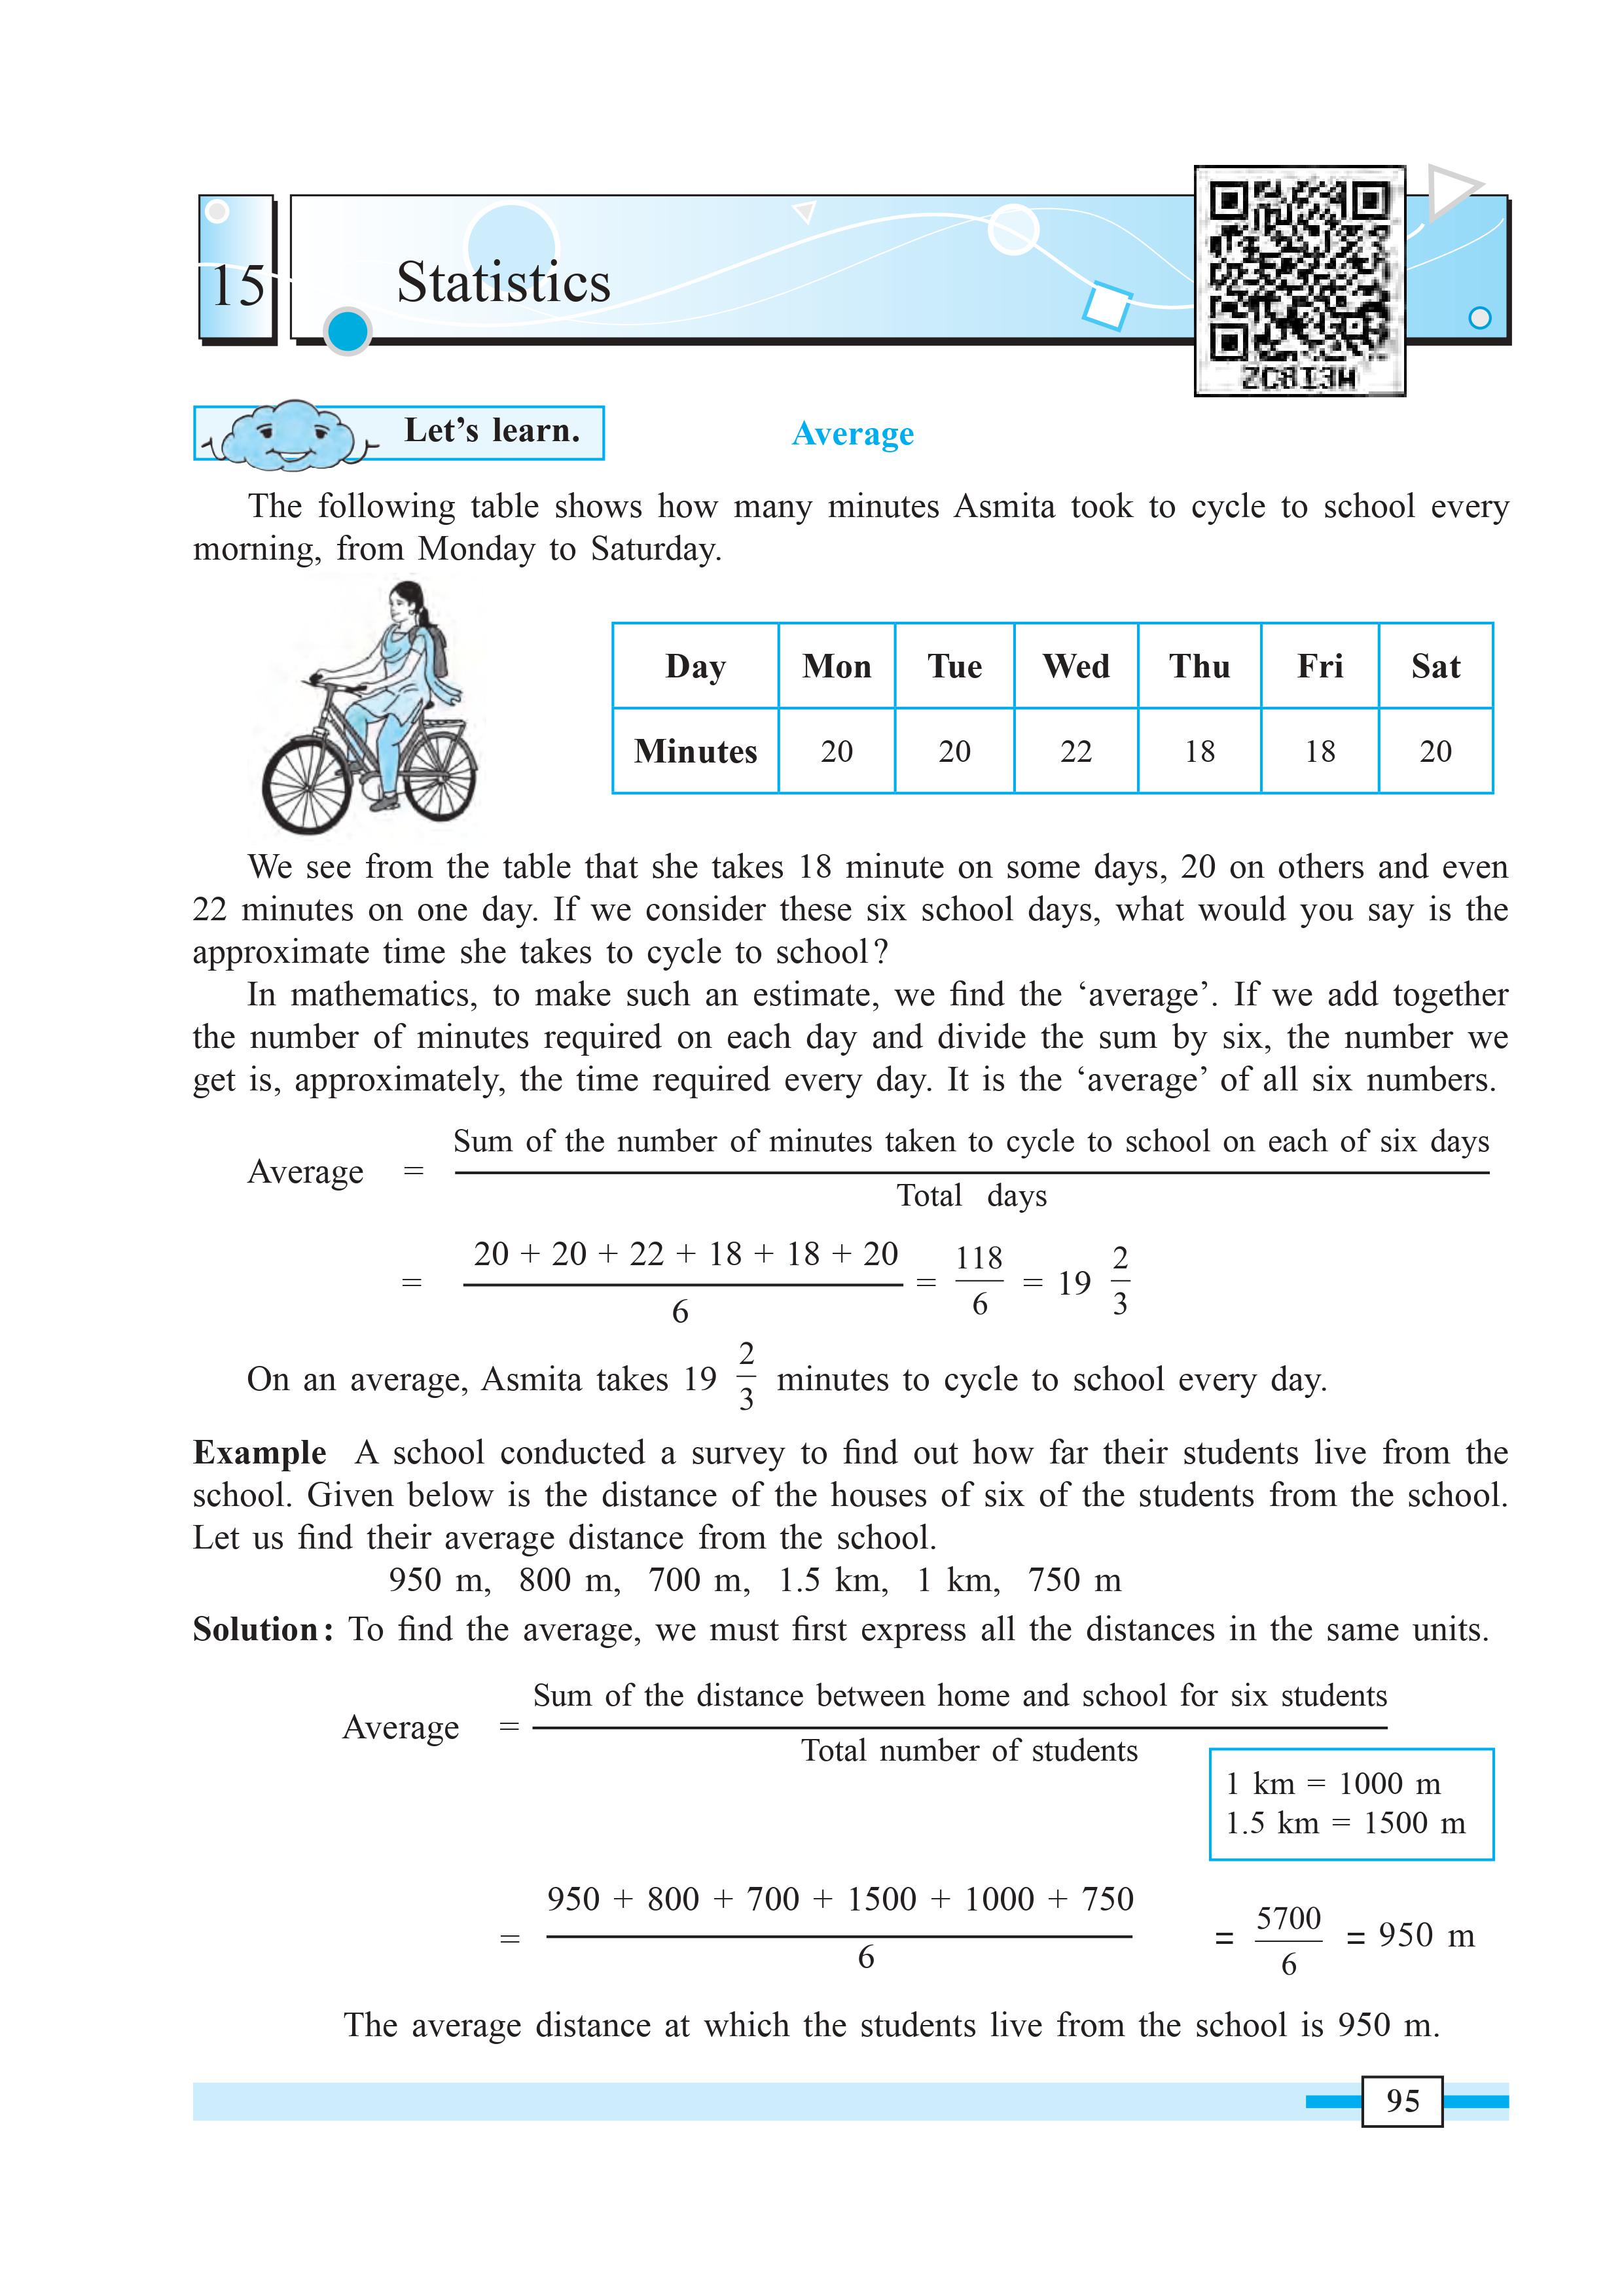 15
Statistics
ZC8I3W
Let’s learn.
Average
The following table shows how many minutes Asmita took to cycle to school every
morning, from Monday to Saturday.
Day Mon Tue Wed Thu Fri Sat
Minutes 20 20 22 18 18 20
We see from the table that she takes 18 minute on some days, 20 on others and even
22 minutes on one day. If we consider these six school days, what would you say is the
approximate time she takes to cycle to school?
In mathematics, to make such an estimate, we find the ‘average’. If we add together
the number of minutes required on each day and divide the sum by six, the number we
get is, approximately, the time required every day. It is the ‘average’ of all six numbers.
Average = Sum of the number of minutes taken to cycle to school on each of six days
Total days
= 20 + 20 + 22 + 18 + 18 + 20 / 6 = 118 / 6 = 19 2/3
On an average, Asmita takes 19 2/3 minutes to cycle to school every day.
Example A school conducted a survey to find out how far their students live from the
school. Given below is the distance of the houses of six of the students from the school.
Let us find their average distance from the school.
950 m, 800 m, 700 m, 1.5 km, 1 km, 750 m
Solution: To find the average, we must first express all the distances in the same units.
Average = Sum of the distance between home and school for six students
Total number of students
1 km = 1000 m
1.5 km = 1500 m
= 950 + 800 + 700 + 1500 + 1000 + 750 / 6 = 5700 / 6 = 950 m
The average distance at which the students live from the school is 950 m.
95